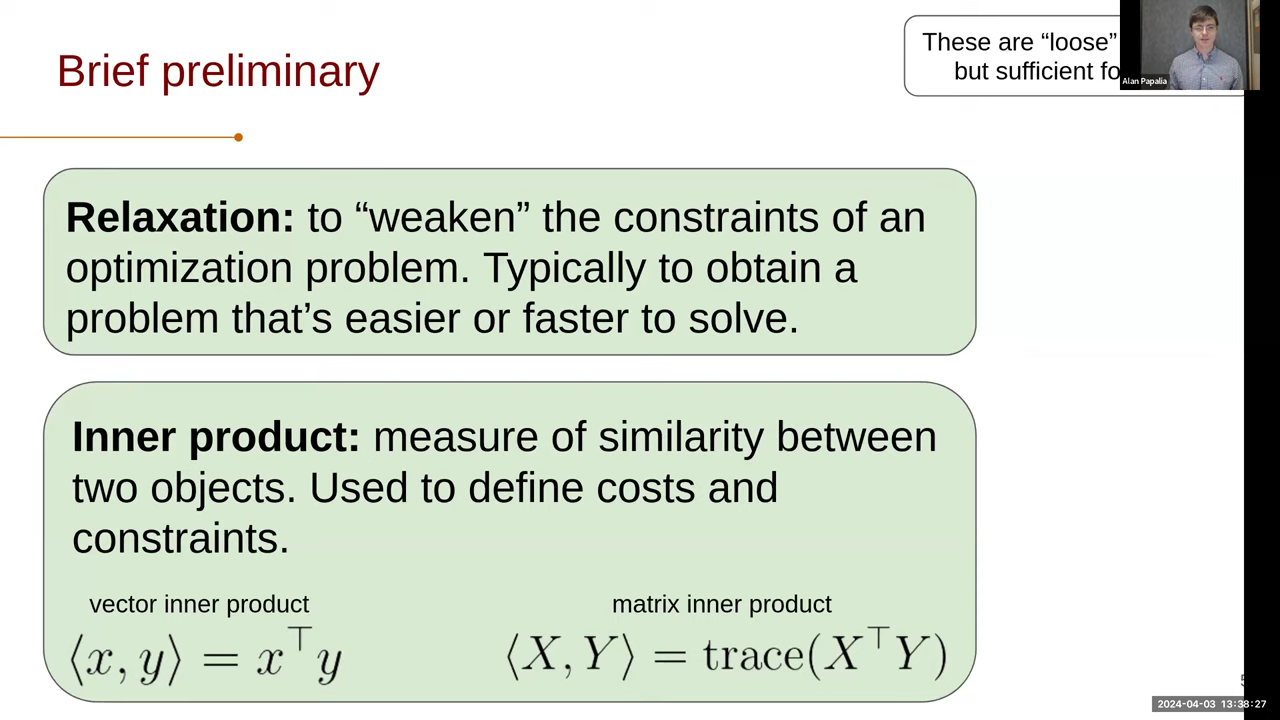 Brief preliminary
These are “loose”
but sufficient fo
Alan Papalia
Relaxation: to “weaken” the constraints of an
optimization problem. Typically to obtain a
problem that’s easier or faster to solve.
Inner product: measure of similarity between
two objects. Used to define costs and
constraints.
vector inner product
matrix inner product
⟨x, y⟩ = x⊤y
⟨X, Y⟩ = trace(X⊤Y)
2024-04-03 13:38:27